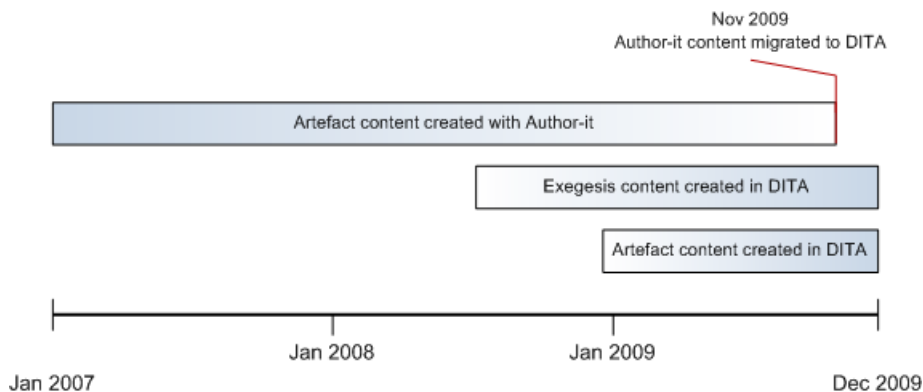 Nov 2009
Author-it content migrated to DITA
Artefact content created with Author-it
Exegesis content created in DITA
Artefact content created in DITA
Jan 2008
Jan 2009
Jan 2007
Dec 2009